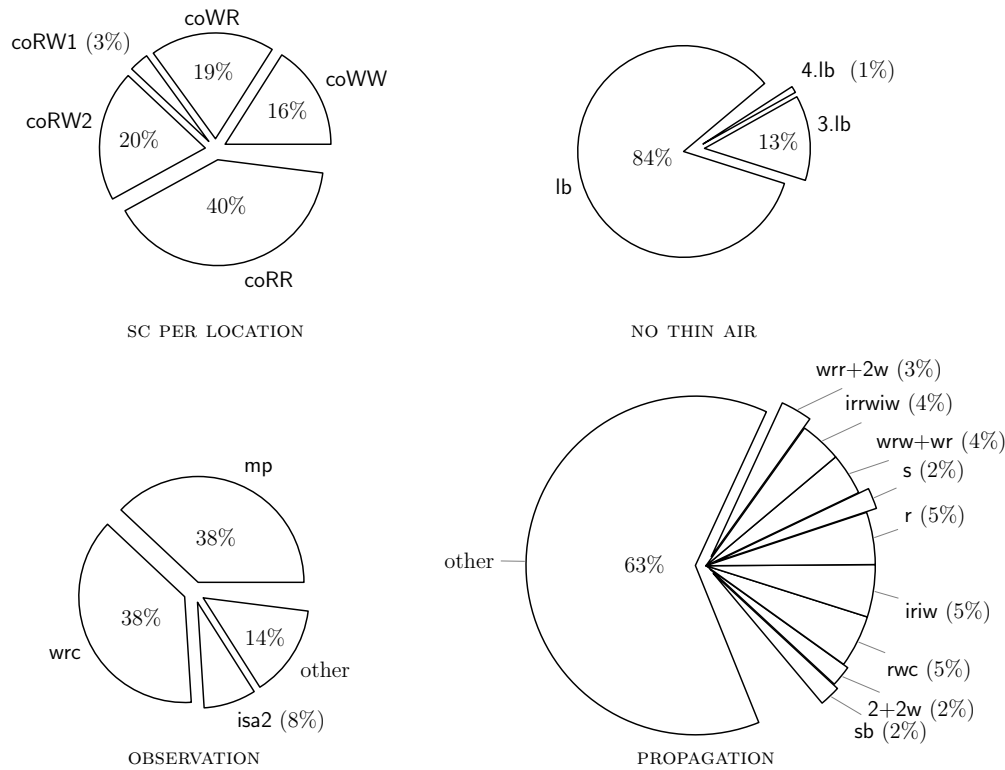 coWR
19%
coRW1 (3%)
coWW
16%
coRW2
20%
40%
coRR
SC PER LOCATION
4.lb (1%)
3.lb
13%
84%
lb
NO THIN AIR
mp
38%
38%
wrc
14%
other
isa2 (8%)
OBSERVATION
wrr+2w (3%)
irrwiw (4%)
wrw+wr (4%)
s (2%)
r (5%)
other
63%
iriw (5%)
rwc (5%)
2+2w (2%)
sb (2%)
PROPAGATION